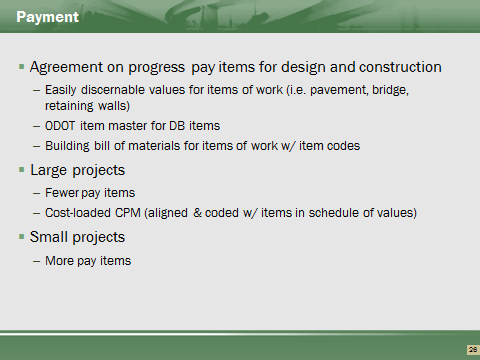 Payment
Agreement on progress pay items for design and construction
– Easily discernable values for items of work (i.e. pavement, bridge,
retaining walls)
– ODOT item master for DB items
– Building bill of materials for items of work w/ item codes
Large projects
– Fewer pay items
– Cost-loaded CPM (aligned & coded w/ items in schedule of values)
Small projects
– More pay items
26